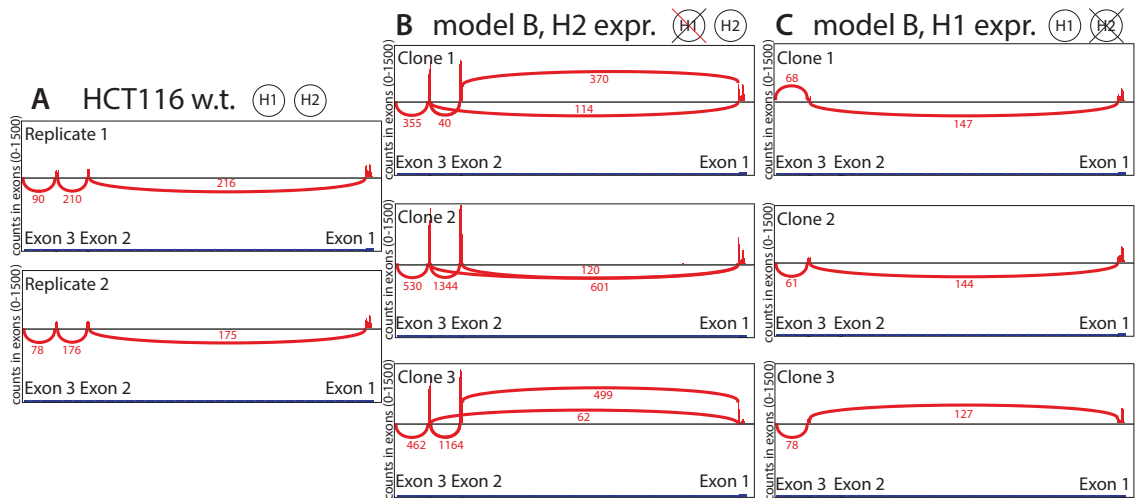 A HCT116 w.t. H1 H2
counts in exons (0-1500)
Replicate 1
216
90 210
Exon 3 Exon 2 Exon 1
counts in exons (0-1500)
Replicate 2
175
78 176
Exon 3 Exon 2 Exon 1
B model B, H2 expr. H1 H2
counts in exons (0-1500)
Clone 1
370
114
355 40
Exon 3 Exon 2 Exon 1
counts in exons (0-1500)
Clone 2
120
530 1344 601
Exon 3 Exon 2 Exon 1
counts in exons (0-1500)
Clone 3
499
62
462 1164
Exon 3 Exon 2 Exon 1
C model B, H1 expr. H1 H2
counts in exons (0-1500)
Clone 1
68
147
Exon 3 Exon 2 Exon 1
counts in exons (0-1500)
Clone 2
61 144
Exon 3 Exon 2 Exon 1
counts in exons (0-1500)
Clone 3
127
78
Exon 3 Exon 2 Exon 1